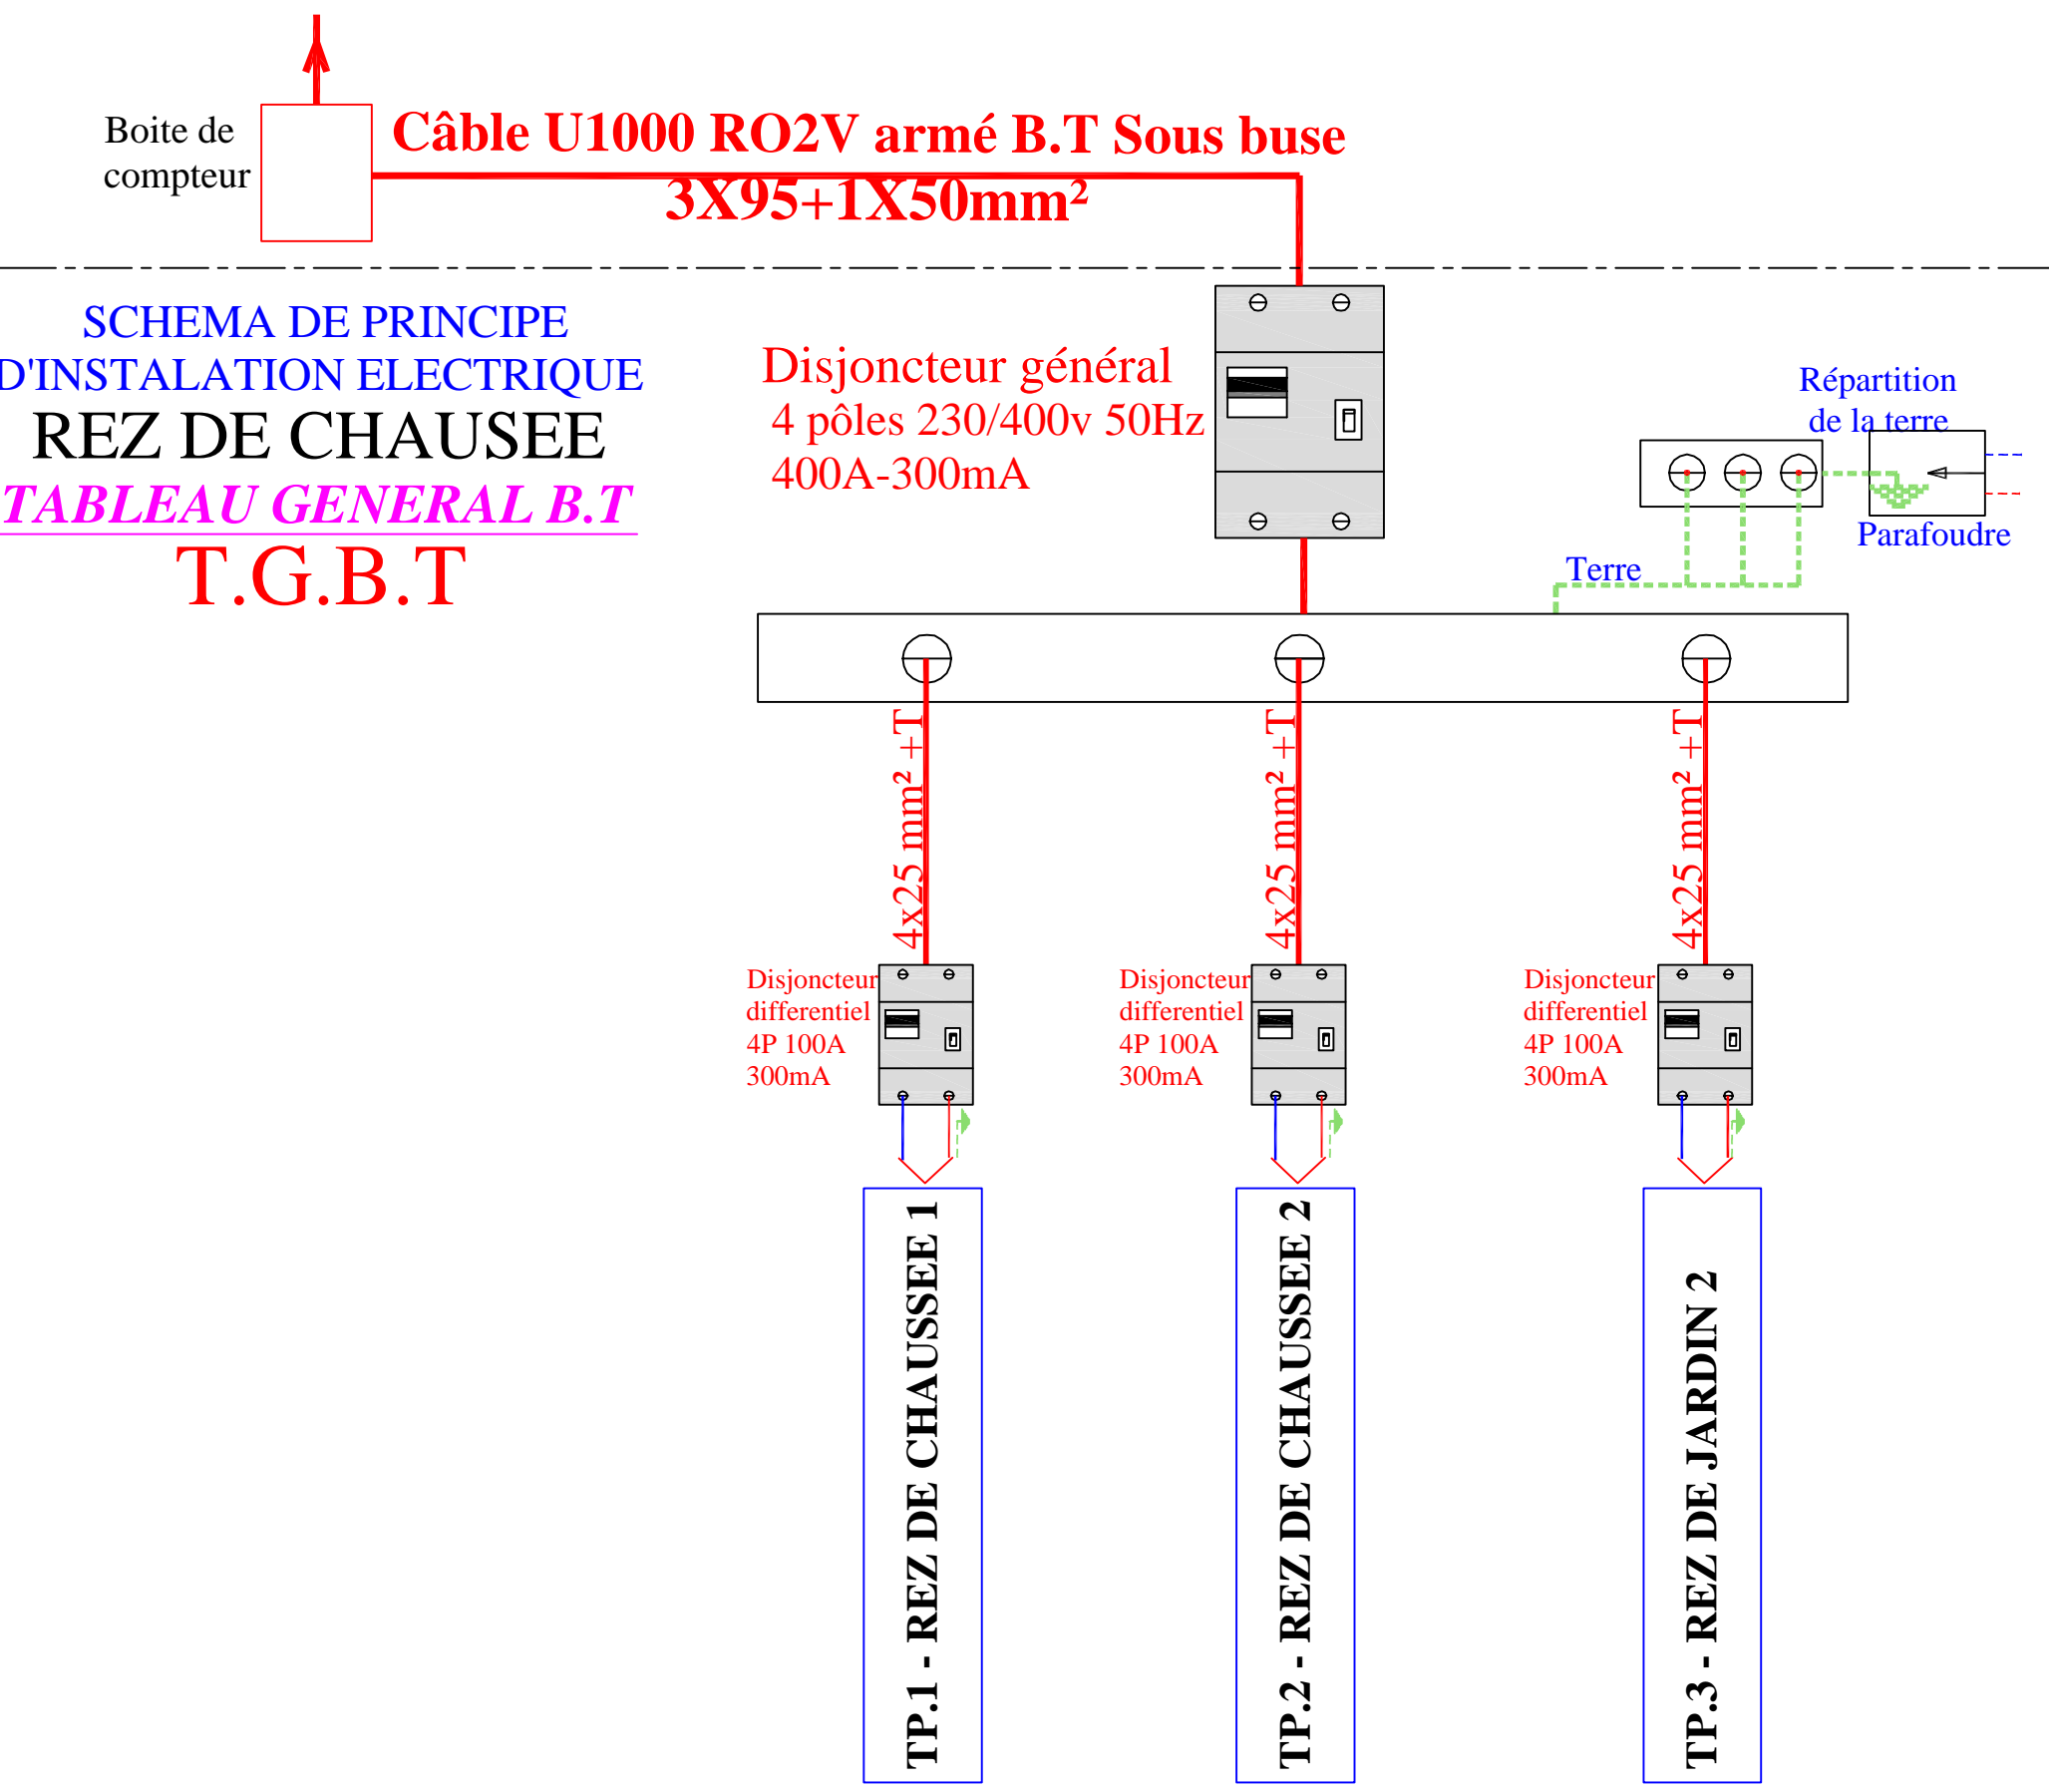 Boite de
compteur
Câble U1000 RO2V armé B.T Sous buse
3X95+1X50mm²
SCHEMA DE PRINCIPE
D'INSTALATION ELECTRIQUE
REZ DE CHAUSEE
TABLEAU GENERAL B.T
T.G.B.T
Disjoncteur général
4 pôles 230/400v 50Hz
400A-300mA
Répartition
de la terre
Parafoudre
Terre
4x25 mm² +T
4x25 mm² +T
4x25 mm² +T
Disjoncteur
differentiel
4P 100A
300mA
Disjoncteur
differentiel
4P 100A
300mA
Disjoncteur
differentiel
4P 100A
300mA
TP.1 - REZ DE CHAUSSEE 1
TP.2 - REZ DE CHAUSSEE 2
TP.3 - REZ DE JARDIN 2